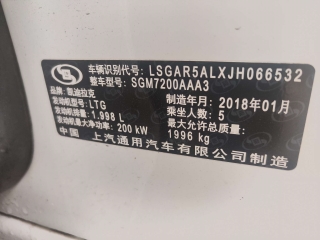 车辆识别代号: LSGAR5ALXJH066532
整车型号: SGM7200AAA3
品牌: 凯迪拉克
发动机型号: LTG 制造年月: 2018年01月
发动机排量: 1.998 L 乘坐人数: 5
发动机最大净功率: 200 kW 最大允许总质量: 1996 kg
中国 上汽通用汽车有限公司制造